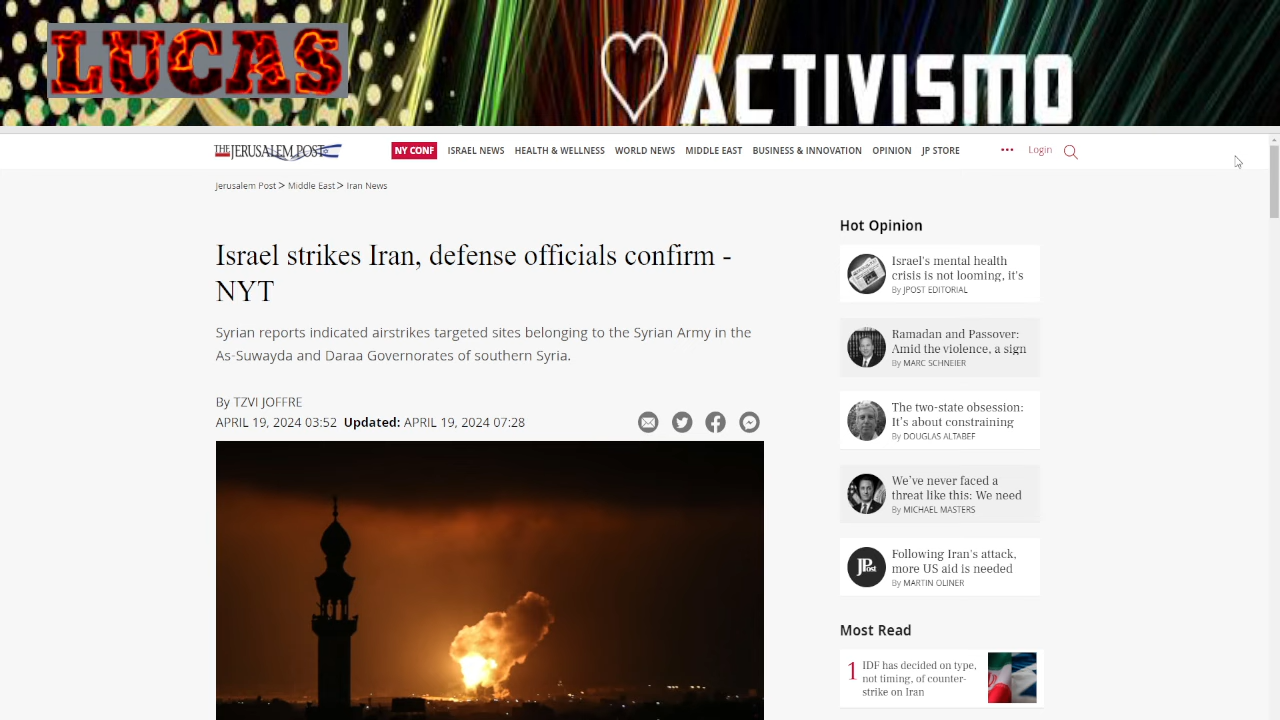 LUCAS
ACTIVISMO
THE JERUSALEM POST
NY CONF ISRAEL NEWS HEALTH & WELLNESS WORLD NEWS MIDDLE EAST BUSINESS & INNOVATION OPINION JP STORE ••• Login
Jerusalem Post > Middle East > Iran News
Israel strikes Iran, defense officials confirm -
NYT
Syrian reports indicated airstrikes targeted sites belonging to the Syrian Army in the
As-Suwayda and Daraa Governorates of southern Syria.
By TZVI JOFFRE
APRIL 19, 2024 03:52 Updated: APRIL 19, 2024 07:28
Hot Opinion
Israel's mental health
crisis is not looming, it's
By JPOST EDITORIAL
Ramadan and Passover:
Amid the violence, a sign
By MARC SCHNEIER
The two-state obsession:
It's about constraining
By DOUGLAS ALTABEF
We've never faced a
threat like this: We need
By MICHAEL MASTERS
JPost
Following Iran's attack,
more US aid is needed
By MARTIN OLINER
Most Read
1 IDF has decided on type,
not timing, of counter-
strike on Iran